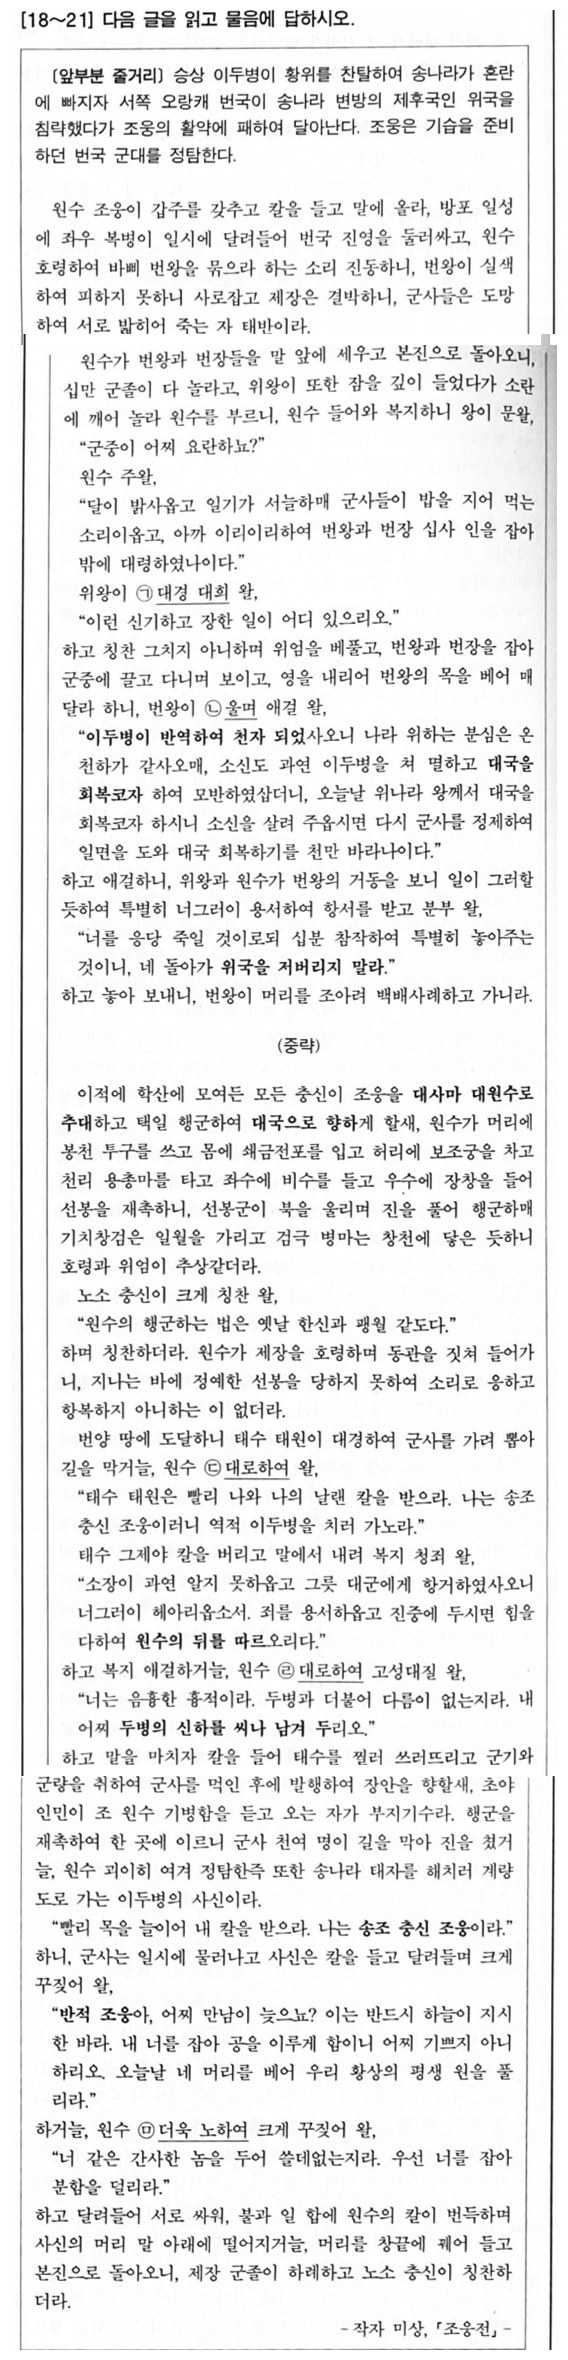 [18～21] 다음 글을 읽고 물음에 답하시오.
〔앞부분 줄거리〕 승상 이두병이 황위를 찬탈하여 송나라가 혼란
에 빠지자 서쪽 오랑캐 번국이 송나라 변방의 제후국인 위국을
침략했다가 조웅의 활약에 패하여 달아난다. 조웅은 기습을 준비
하던 번국 군대를 정탐한다.
원수 조웅이 갑주를 갖추고 칼을 들고 말에 올라, 방포 일성
에 좌우 복병이 일시에 달려들어 번국 진영을 둘러싸고, 원수
호령하여 바삐 번왕을 묶으라 하는 소리 진동하니, 번왕이 실색
하여 피하지 못하니 사로잡고 제장은 결박하니, 군사들은 도망
하여 서로 밟히어 죽는 자 태반이라.
원수가 번왕과 번장들을 말 앞에 세우고 본진으로 돌아오니,
십만 군졸이 다 놀라고, 위왕이 또한 잠을 깊이 들었다가 소란
에 깨어 놀라 원수를 부르니, 원수 들어와 복지하니 왕이 문왈,
“군중이 어찌 요란하뇨?”
원수 주왈,
“달이 밝사옵고 일기가 서늘하매 군사들이 밥을 지어 먹는
소리이옵고, 아까 이리이리하여 번왕과 번장 십사 인을 잡아
밖에 대령하였나이다.”
위왕이 ㉠대경 대희 왈,
“이런 신기하고 장한 일이 어디 있으리오.”
하고 칭찬 그치지 아니하며 위엄을 베풀고, 번왕과 번장을 잡아
군중에 끌고 다니며 보이고, 영을 내리어 번왕의 목을 베어 매
달라 하니, 번왕이 ㉡울며 애걸 왈,
“이두병이 반역하여 천자 되었사오니 나라 위하는 분심은 온
천하가 같사오매, 소신도 과연 이두병을 쳐 멸하고 대국을
회복코자 하여 모반하였삽더니, 오늘날 위나라 왕께서 대국을
회복코자 하시니 소신을 살려 주옵시면 다시 군사를 정제하여
일면을 도와 대국 회복하기를 천만 바라나이다.”
하고 애걸하니, 위왕과 원수가 번왕의 거동을 보니 일이 그러할
듯하여 특별히 너그러이 용서하여 항서를 받고 분부 왈,
“너를 응당 죽일 것이로되 십분 참작하여 특별히 놓아주는
것이니, 네 돌아가 위국을 저버리지 말라.”
하고 놓아 보내니, 번왕이 머리를 조아려 백배사례하고 가니라.
(중략)
이적에 학산에 모여든 모든 충신이 조웅을 대사마 대원수로
추대하고 택일 행군하여 대국으로 향하게 할새, 원수가 머리에
봉천 투구를 쓰고 몸에 쇄금전포를 입고 허리에 보조궁을 차고
천리 용총마를 타고 좌수에 비수를 들고 우수에 장창을 들어
선봉을 재촉하니, 선봉군이 북을 울리며 진을 풀어 행군하매
기치창검은 일월을 가리고 검극 병마는 창천에 닿은 듯하니
호령과 위엄이 추상같더라.
노소 충신이 크게 칭찬 왈,
“원수의 행군하는 법은 옛날 한신과 팽월 같도다.”
하며 칭찬하더라. 원수가 제장을 호령하며 동관을 짓쳐 들어가
니, 지나는 바에 정예한 선봉을 당하지 못하여 소리로 응하고
항복하지 아니하는 이 없더라.
번양 땅에 도달하니 태수 태원이 대경하여 군사를 가려 뽑아
길을 막거늘, 원수 ㉢대로하여 왈,
“태수 태원은 빨리 나와 나의 날랜 칼을 받으라. 나는 송조
충신 조웅이러니 역적 이두병을 치러 가노라.”
태수 그제야 칼을 버리고 말에서 내려 복지 청죄 왈,
“소장이 과연 알지 못하옵고 그릇 대군에게 항거하였사오니
너그러이 헤아리옵소서. 죄를 용서하옵고 진중에 두시면 힘을
다하여 원수의 뒤를 따르오리다.”
하고 복지 애걸하거늘, 원수 ㉣대로하여 고성대질 왈,
“너는 음흉한 흉적이라. 두병과 더불어 다름이 없는지라. 내
어찌 두병의 신하를 씨나 남겨 두리오.”
하고 말을 마치자 칼을 들어 태수를 찔러 쓰러뜨리고 군기와
군량을 취하여 군사를 먹인 후에 발행하여 장안을 향할새, 초야
인민이 조 원수 기병함을 듣고 오는 자가 부지기수라. 행군을
재촉하여 한 곳에 이르니 군사 천여 명이 길을 막아 진을 쳤거
늘, 원수 괴이히 여겨 정탐한즉 또한 송나라 태자를 해치러 계량
도로 가는 이두병의 사신이라.
“빨리 목을 늘이어 내 칼을 받으라. 나는 송조 충신 조웅이라.”
하니, 군사는 일시에 물러나고 사신은 칼을 들고 달려들며 크게
꾸짖어 왈,
“반적 조웅아, 어찌 만남이 늦으뇨? 이는 반드시 하늘이 지시
한 바라. 내 너를 잡아 공을 이루게 함이니 어찌 기쁘지 아니
하리오. 오늘날 네 머리를 베어 우리 황상의 평생 원을 풀
리라.”
하거늘, 원수 ㉤더욱 노하여 크게 꾸짖어 왈,
“너 같은 간사한 놈을 두어 쓸데없는지라. 우선 너를 잡아
분함을 덜리라.”
하고 달려들어 서로 싸워, 불과 일 합에 원수의 칼이 번득하며
사신의 머리 말 아래에 떨어지거늘, 머리를 창끝에 꿰어 들고
본진으로 돌아오니, 제장 군졸이 하례하고 노소 충신이 칭찬하
더라.
- 작자 미상, 「조웅전」 -